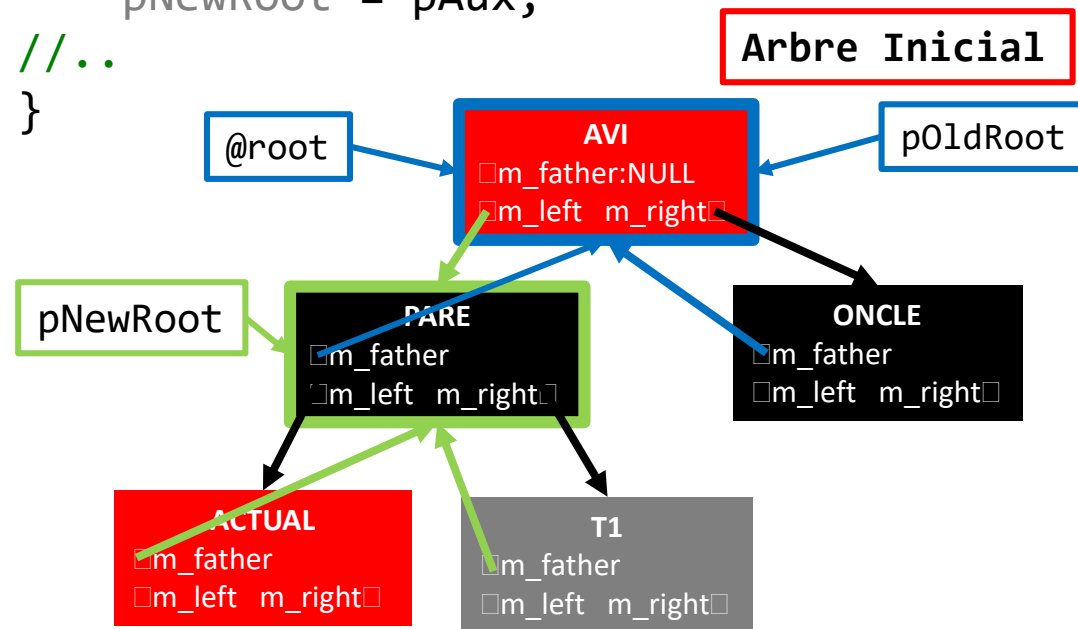 pNewRoot = pAux;
//..
}
Arbre Inicial
@root
pOldRoot
AVI
m_father:NULL
m_left m_right
pNewRoot
PARE
m_father
m_left m_right
ONCLE
m_father
m_left m_right
ACTUAL
m_father
m_left m_right
T1
m_father
m_left m_right